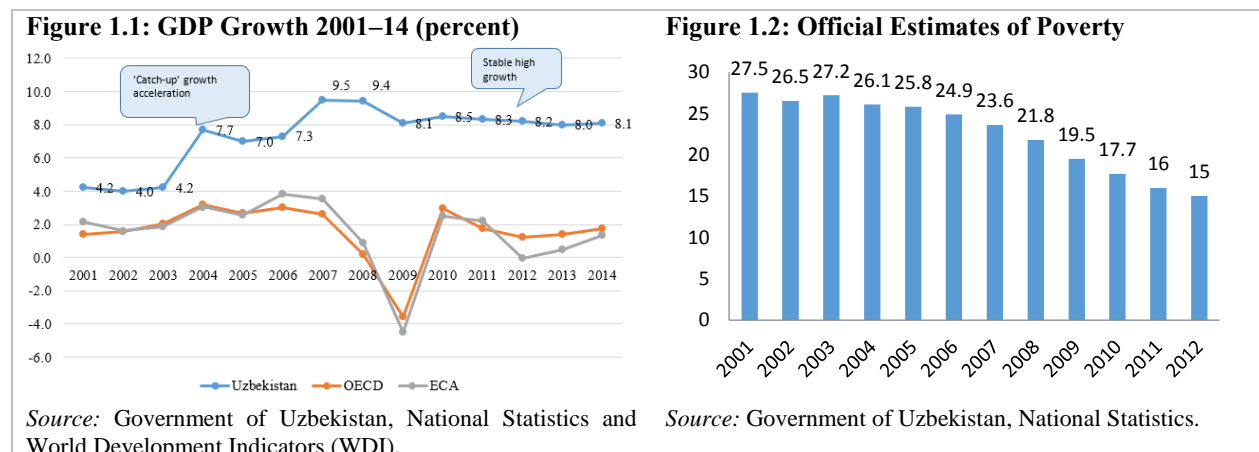 Figure 1.1: GDP Growth 2001–14 (percent)
12.0
10.0
8.0
6.0
4.0
2.0
0.0
-2.0
-4.0
-6.0
'Catch-up' growth
acceleration
Stable high
growth
4.2 4.0 4.2 7.7 7.0 7.3 9.5 9.4 8.1 8.5 8.3 8.2 8.0 8.1
2001 2002 2003 2004 2005 2006 2007 2008 2009 2010 2011 2012 2013 2014
Uzbekistan OECD ECA
Source: Government of Uzbekistan, National Statistics and
World Development Indicators (WDI).
Figure 1.2: Official Estimates of Poverty
30
25
20
15
10
5
0
27.5 26.5 27.2 26.1 25.8 24.9 23.6 21.8 19.5 17.7 16 15
2001 2002 2003 2004 2005 2006 2007 2008 2009 2010 2011 2012
Source: Government of Uzbekistan, National Statistics.